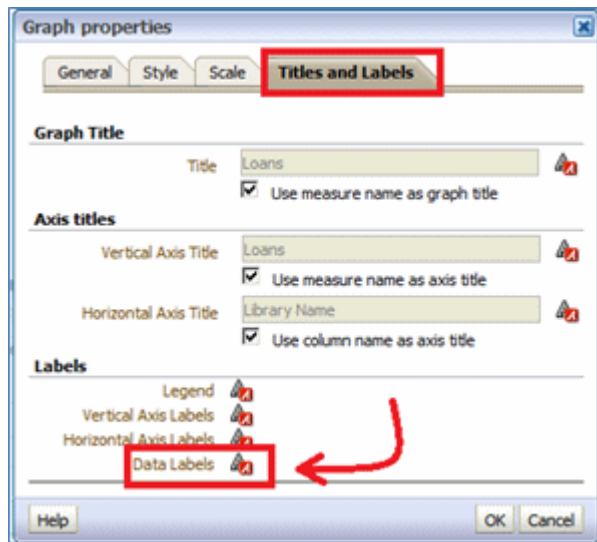 Graph properties
General Style Scale Titles and Labels
Graph Title
Title Loans
Use measure name as graph title
Axis titles
Vertical Axis Title Loans
Use measure name as axis title
Horizontal Axis Title Library Name
Use column name as axis title
Labels
Legend
Vertical Axis Labels
Horizontal Axis Labels
Data Labels
Help OK Cancel